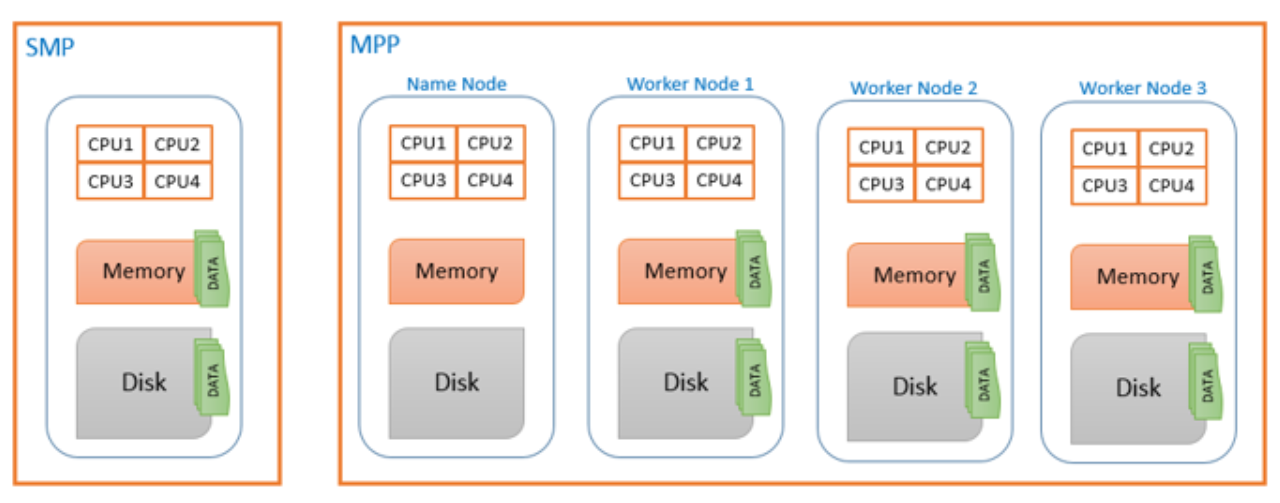 SMP
CPU1 CPU2
CPU3 CPU4
Memory
DATA
Disk
DATA
MPP
Name Node
CPU1 CPU2
CPU3 CPU4
Memory
Disk
Worker Node 1
CPU1 CPU2
CPU3 CPU4
Memory
DATA
Disk
DATA
Worker Node 2
CPU1 CPU2
CPU3 CPU4
Memory
DATA
Disk
DATA
Worker Node 3
CPU1 CPU2
CPU3 CPU4
Memory
DATA
Disk
DATA